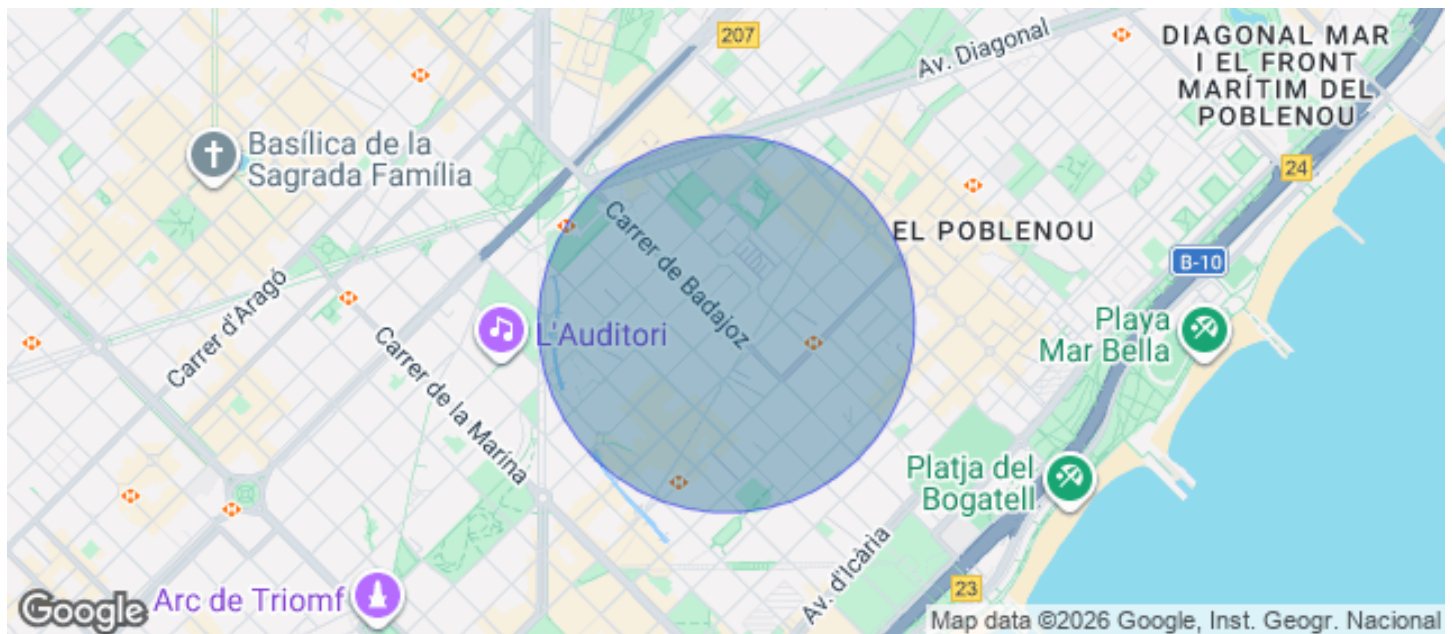 207
Av. Diagonal
DIAGONAL MAR
I EL FRONT
MARÍTIM DEL
POBLENOU
Basílica de la
Sagrada Família
24
Carrer de Badajoz
EL POBLENOU
B-10
Carrer d'Aragó
L'Auditori
Playa
Mar Bella
Carrer de la Marina
Platja del
Bogatell
Av. d'Icària
23
Arc de Triomf
Google
Map data ©2026 Google, Inst. Geogr. Nacional